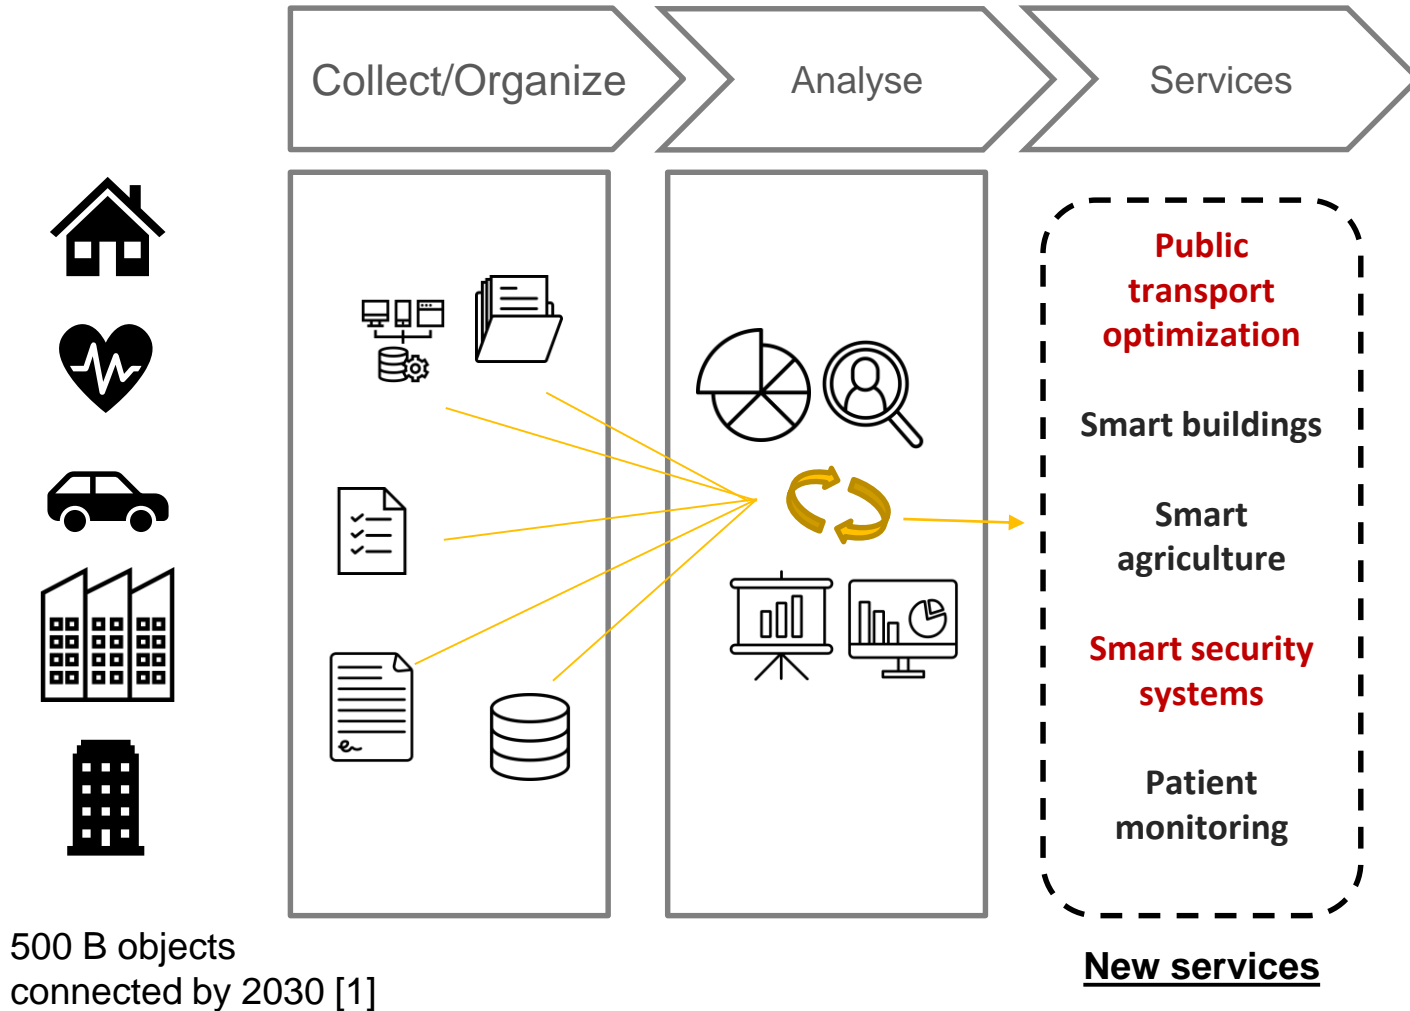 Collect/Organize
Analyse
Services
Public
transport
optimization
Smart buildings
Smart
agriculture
Smart security
systems
Patient
monitoring
500 B objects
connected by 2030 [1]
New services